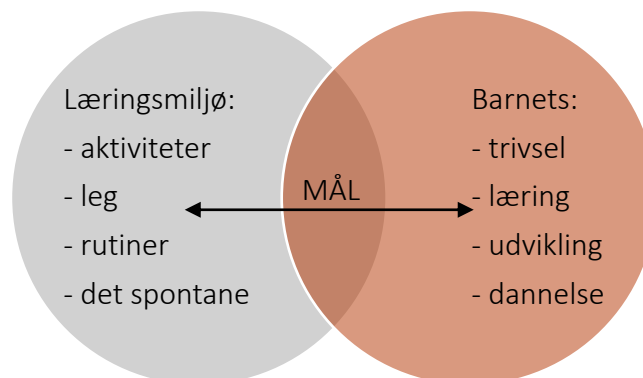 Læringsmiljø:
- aktiviteter
- leg
- rutiner
- det spontane
MÅL
Barnets:
- trivsel
- læring
- udvikling
- dannelse